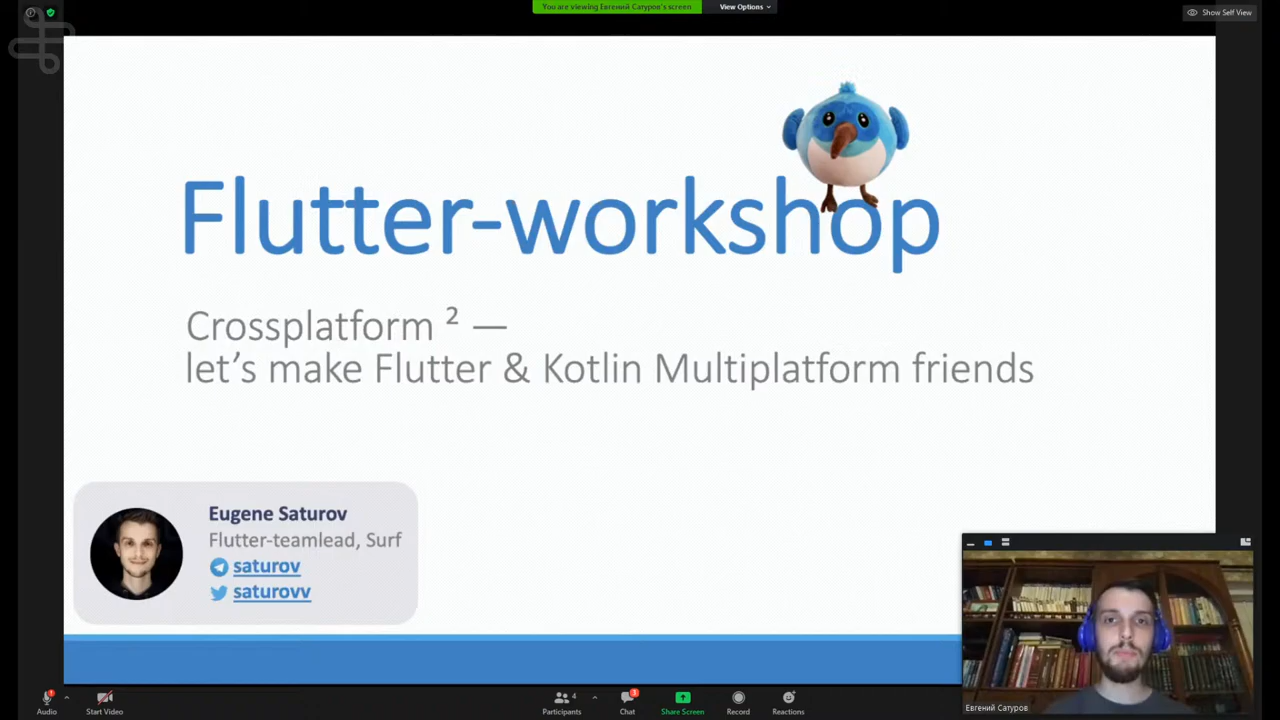 You are viewing Евгений Сатуров's screen
View Options
Show Self View
Flutter-workshop
Crossplatform ² —
let's make Flutter & Kotlin Multiplatform friends
Eugene Saturov
Flutter-teamlead, Surf
saturov
saturovv
Евгений Сатуров
Audio
Start Video
Participants
4
Chat
3
Share Screen
Record
Reactions